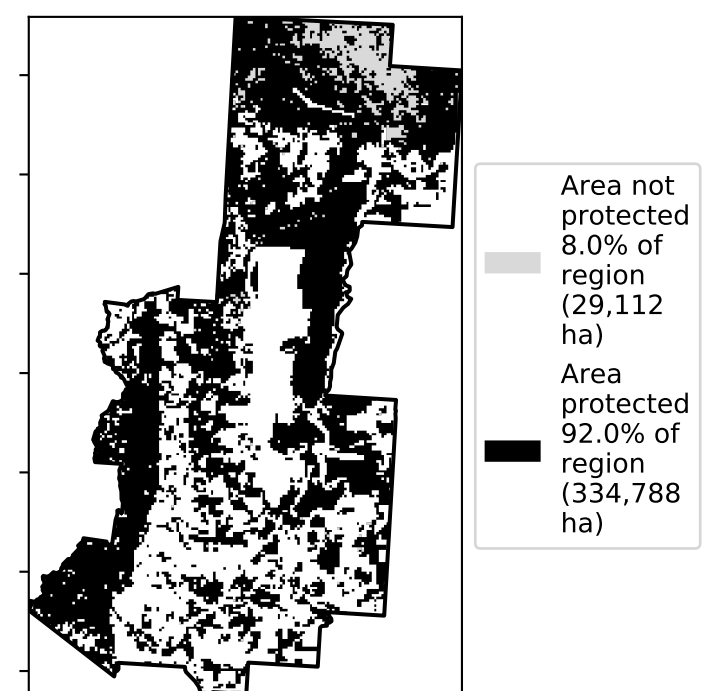 Area not
protected
8.0% of
region
(29,112
ha)
Area
protected
92.0% of
region
(334,788
ha)